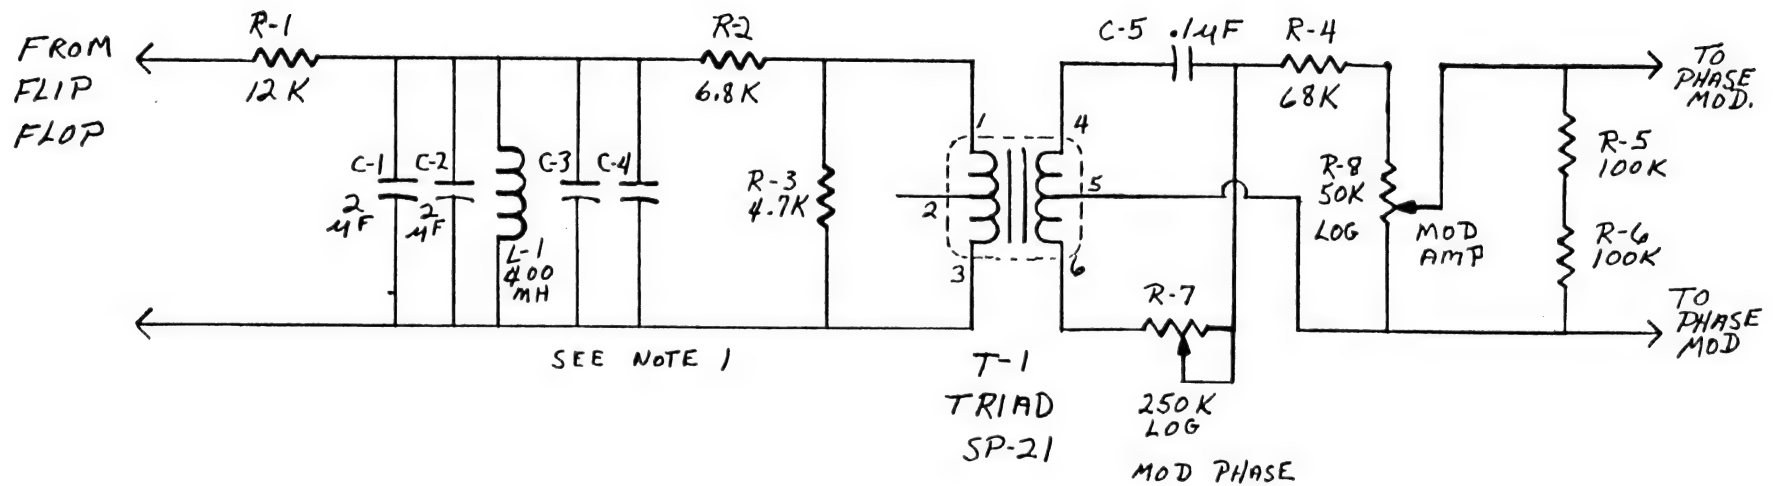 FROM
FLIP
FLOP
R-1
12K
C-1
2
µF
C-2
2
µF
L-1
400
MH
C-3
C-4
R-2
6.8K
R-3
4.7K
SEE NOTE 1
1
2
3
4
5
6
T-1
TRIAD
SP-21
C-5 .1µF
R-4
68K
R-7
250K
LOG
MOD PHASE
R-8
50K
LOG
MOD
AMP
R-5
100K
R-6
100K
TO
PHASE
MOD.
TO
PHASE
MOD